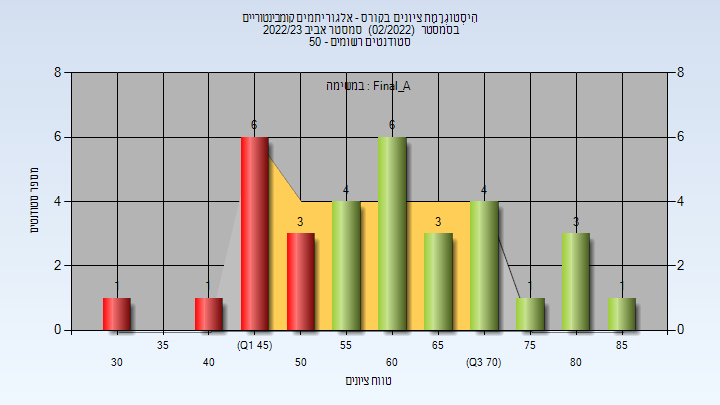 היסטוגרמת ציונים בקורס - אלגוריתמים קומבינטוריים
בסמסטר (02/2022) סמסטר אביב 2022/23
סטודנטים רשומים - 50
במשימה : Final_A
8 8
6 6
4 4
2 2
0 0
מספר סטודנטים
1 1 6 3 4 6 3 4 1 3 1
35 (Q1 45) 55 65 75 85
30 40 50 60 (Q3 70) 80
טווח ציונים